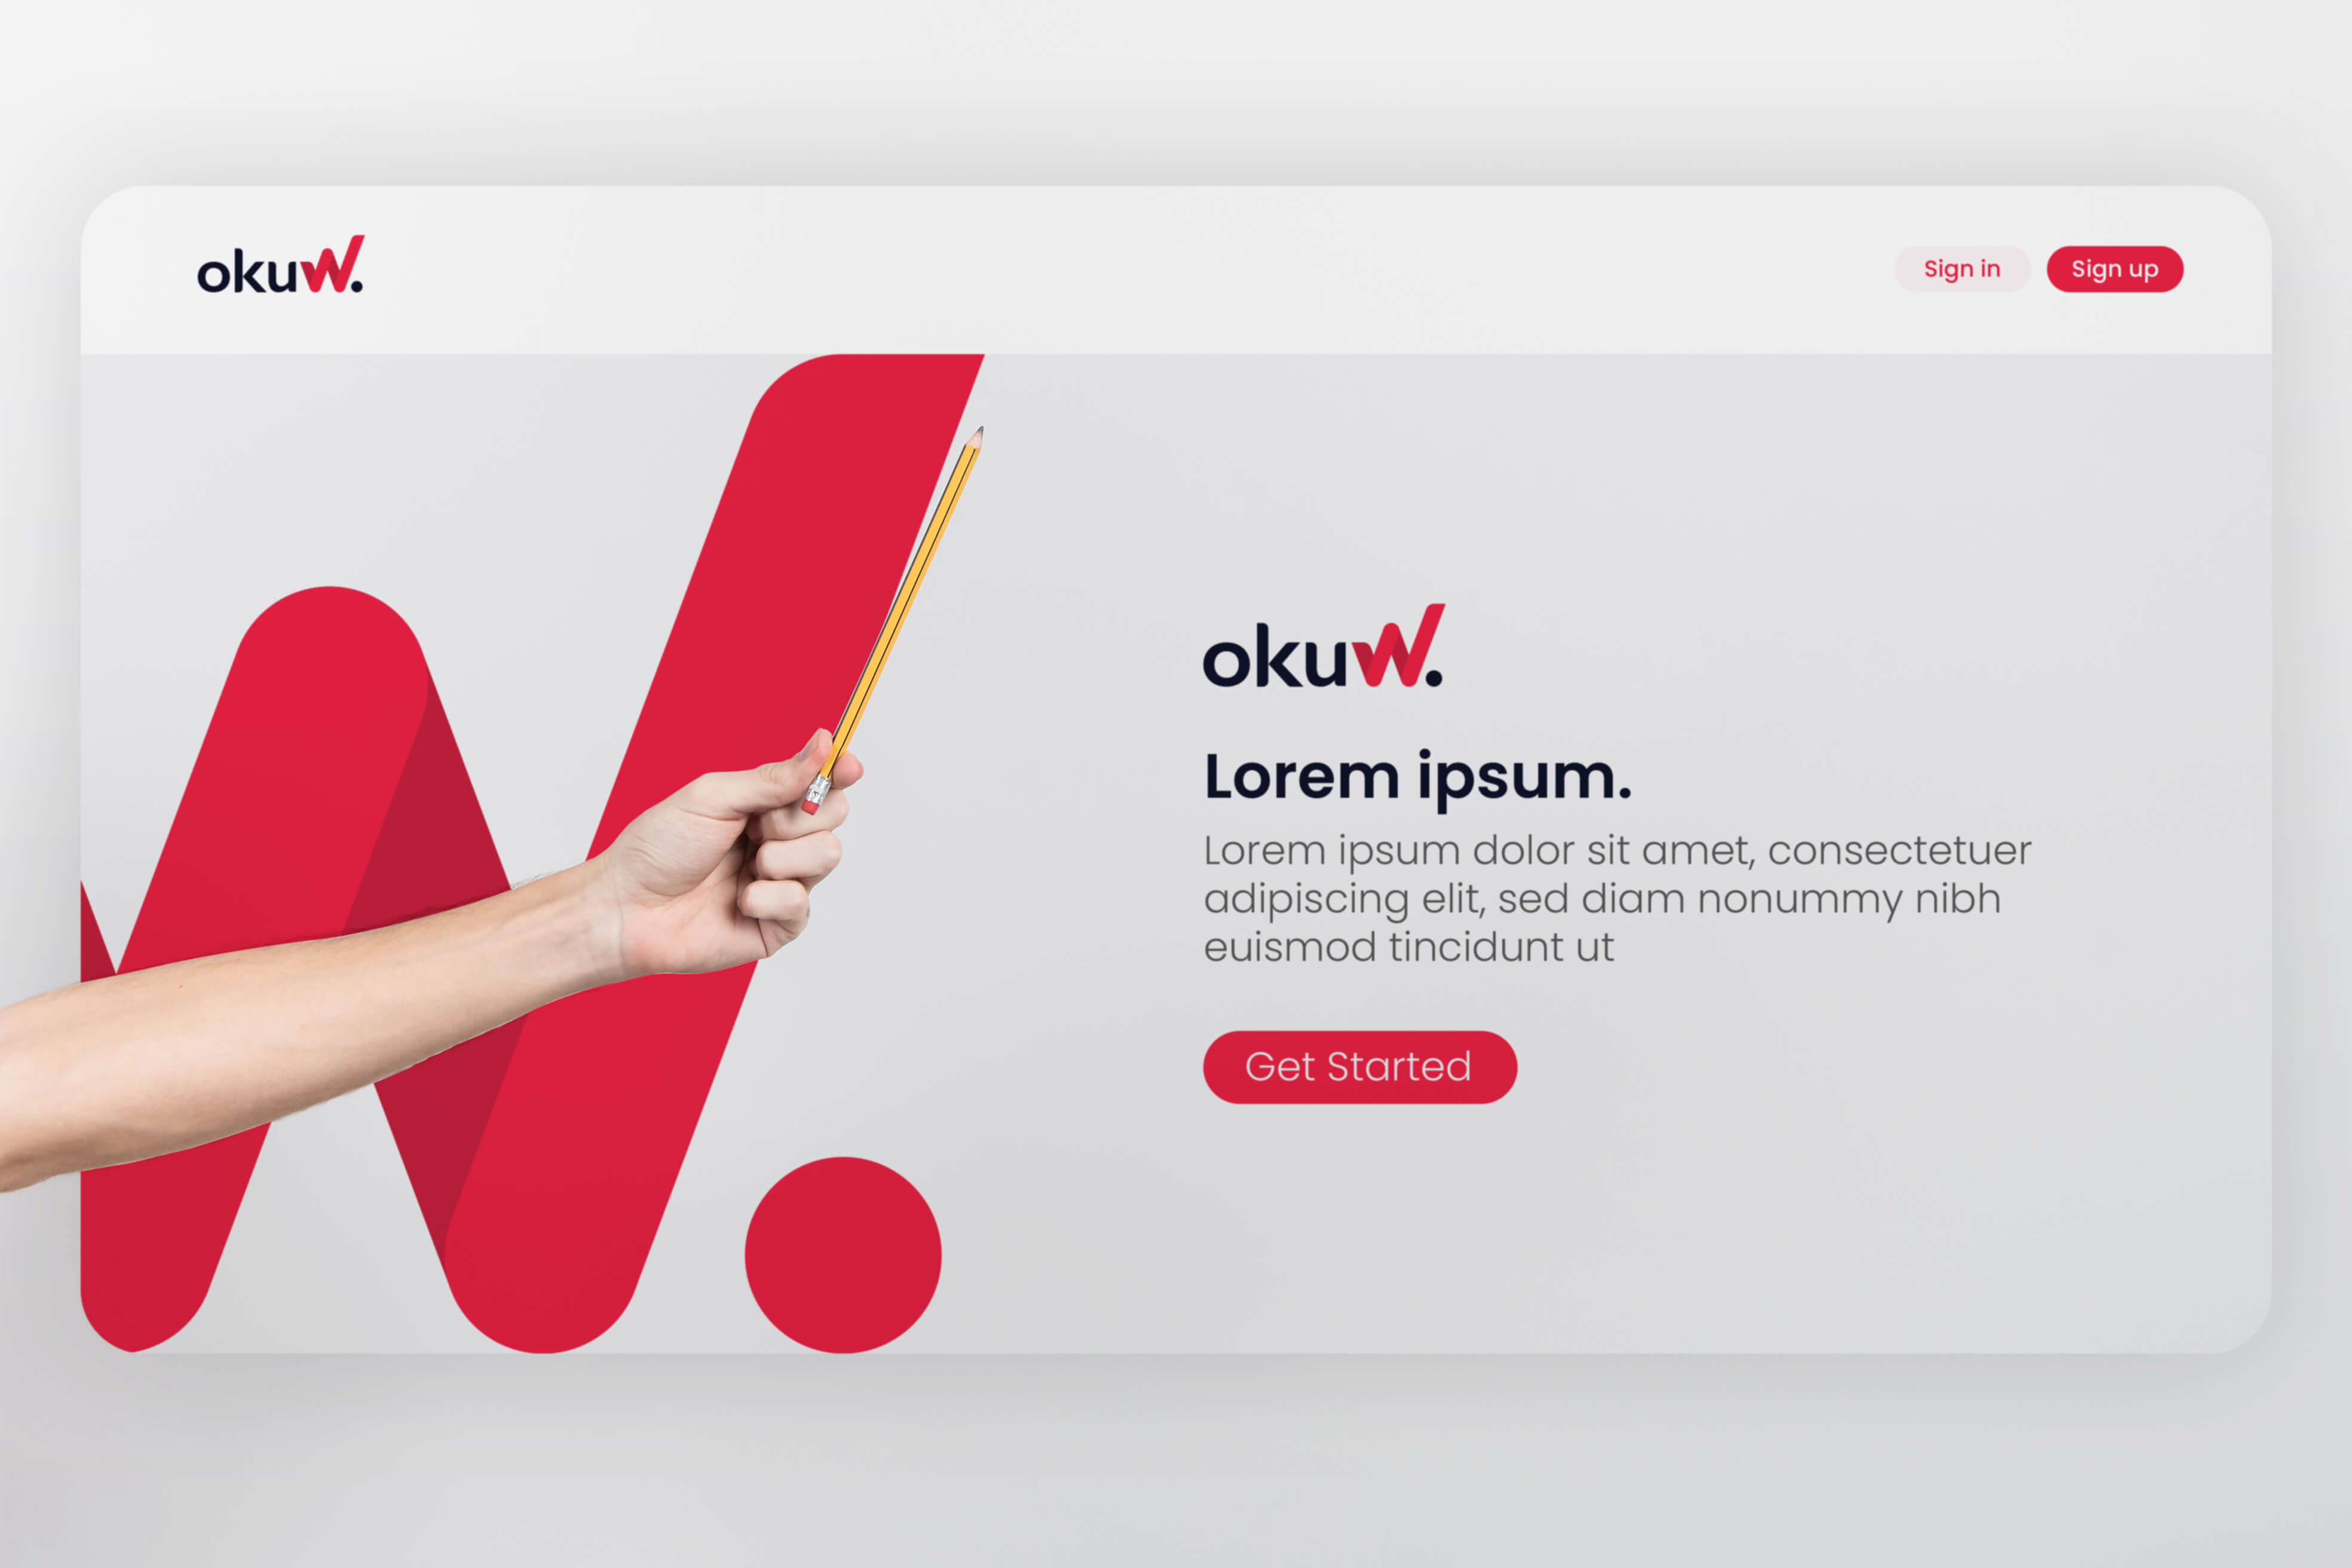 okuw.
Sign in
Sign up
okuw.
Lorem ipsum.
Lorem ipsum dolor sit amet, consectetuer
adipiscing elit, sed diam nonummy nibh
euismod tincidunt ut
Get Started